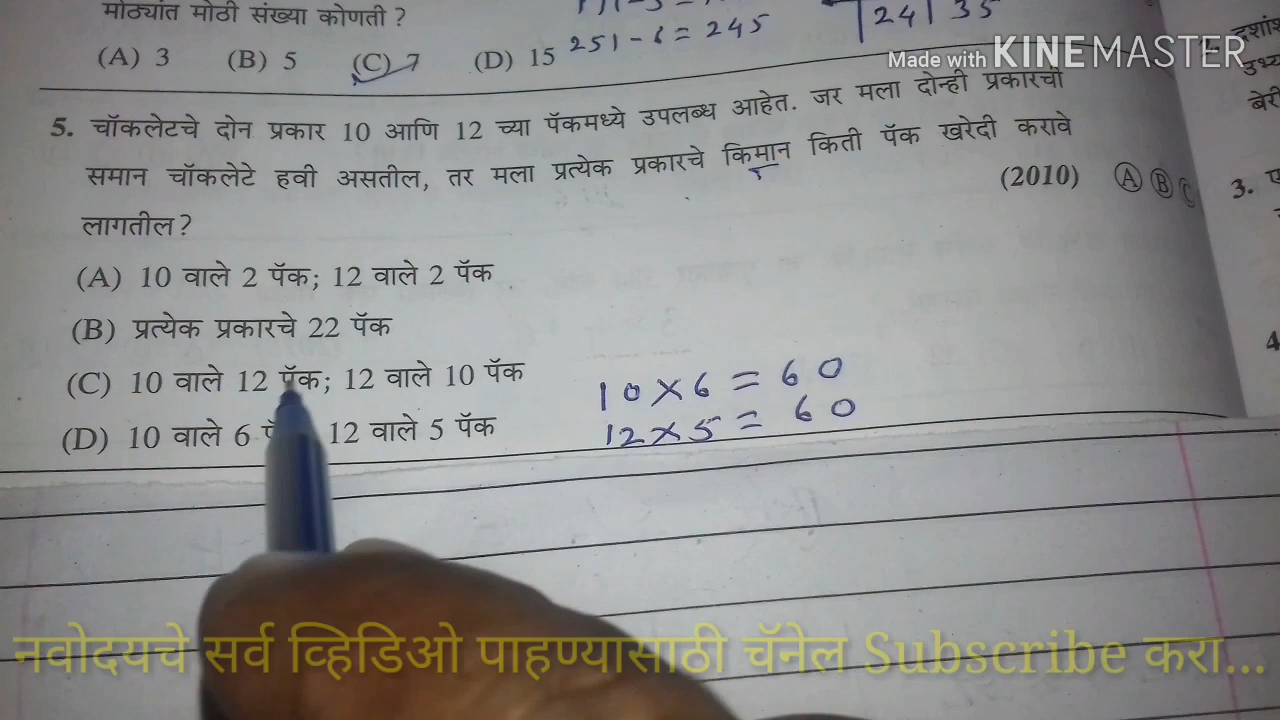 मोठ्यांत मोठी संख्या कोणती ?
(A) 3 (B) 5 (C) 7 (D) 15 251 - 6 = 245
24 35
Made with KINEMASTER
5. चॉकलेटचे दोन प्रकार 10 आणि 12 च्या पॅकमध्ये उपलब्ध आहेत. जर मला दोन्ही प्रकारची
समान चॉकलेटे हवी असतील, तर मला प्रत्येक प्रकारचे किमान किती पॅक खरेदी करावे
लागतील ? (2010) A B C
(A) 10 वाले 2 पॅक; 12 वाले 2 पॅक
(B) प्रत्येक प्रकारचे 22 पॅक
(C) 10 वाले 12 पॅक; 12 वाले 10 पॅक
(D) 10 वाले 6 12 वाले 5 पॅक
10 × 6 = 60
12 × 5 = 60
3.
4
नवोदयचे सर्व व्हिडिओ पाहण्यासाठी चॅनेल Subscribe करा...